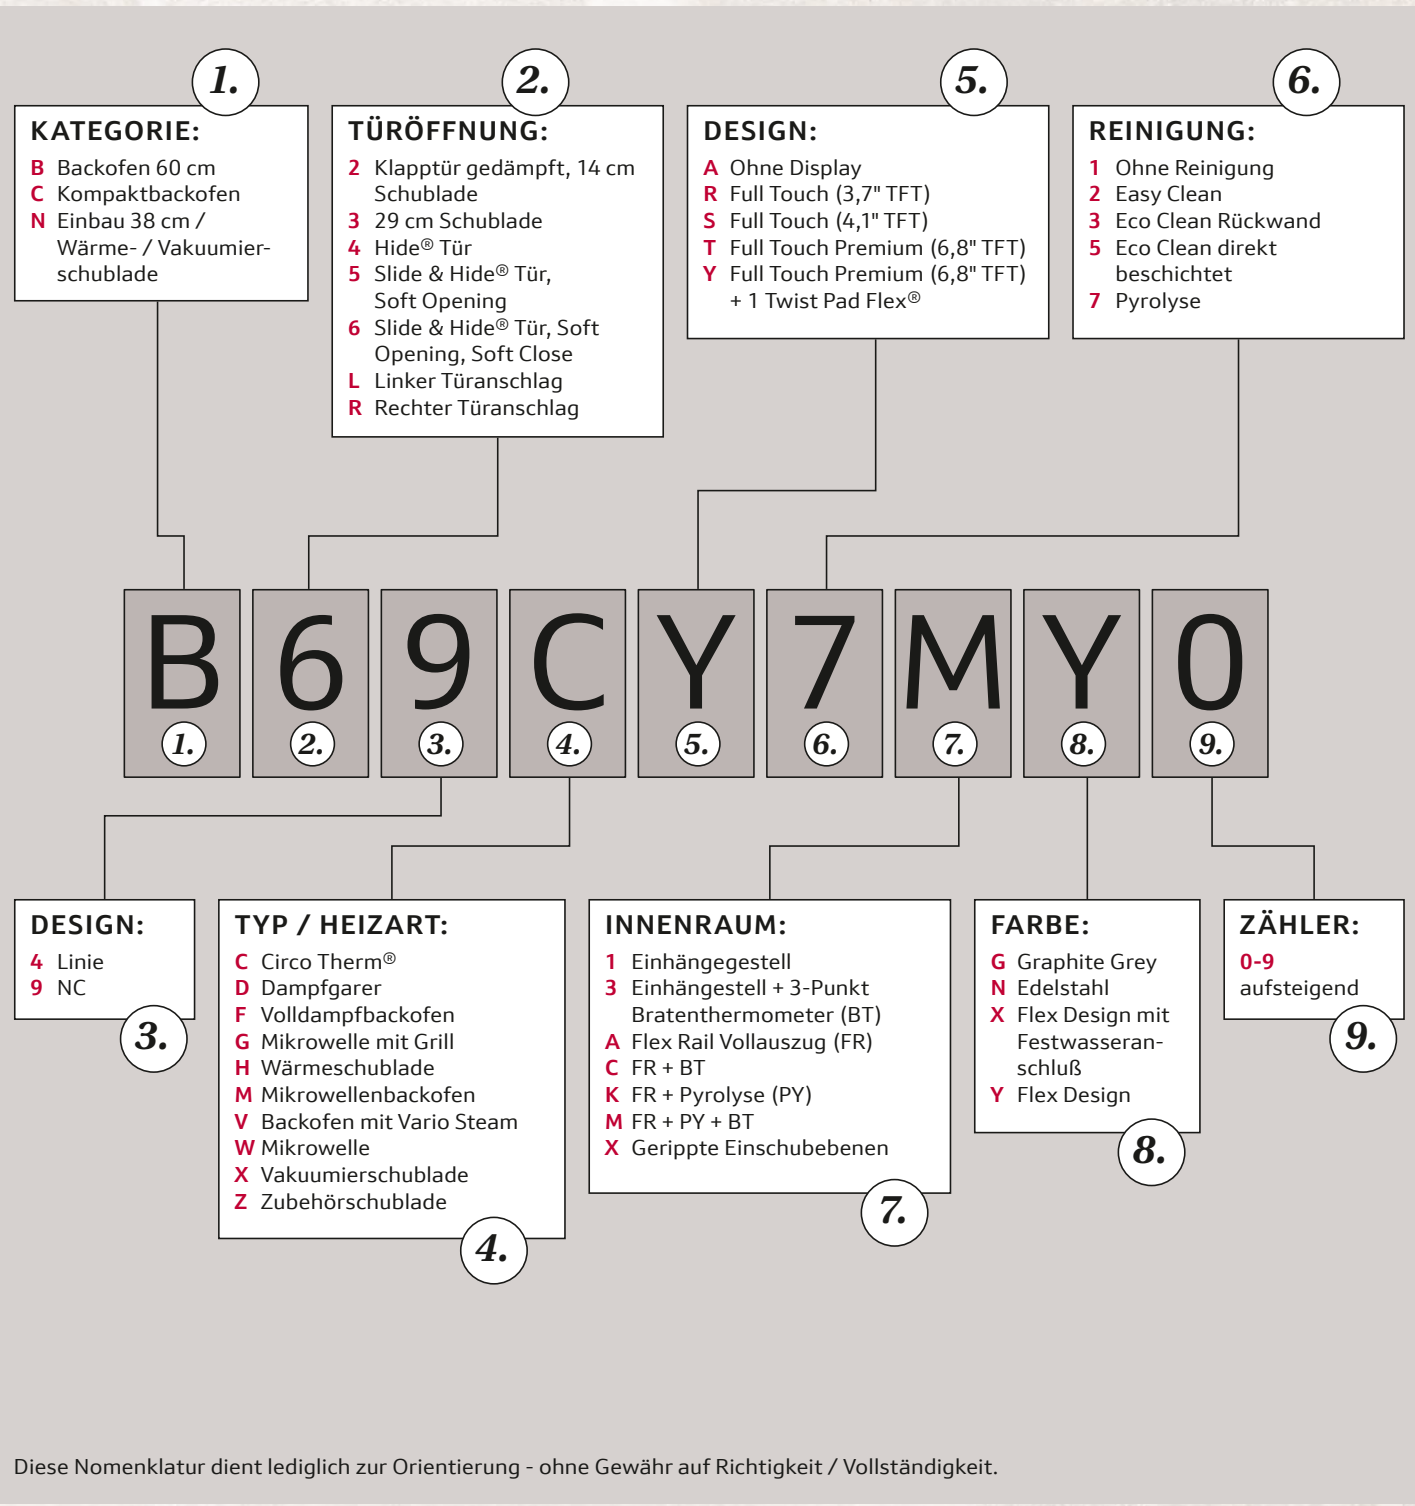 1.
KATEGORIE:
B Backofen 60 cm
C Kompaktbackofen
N Einbau 38 cm /
Wärme- / Vakuumier-
schublade
2.
TÜRÖFFNUNG:
2 Klapptür gedämpft, 14 cm
Schublade
3 29 cm Schublade
4 Hide® Tür
5 Slide & Hide® Tür,
Soft Opening
6 Slide & Hide® Tür, Soft
Opening, Soft Close
L Linker Türanschlag
R Rechter Türanschlag
5.
DESIGN:
A Ohne Display
R Full Touch (3,7" TFT)
S Full Touch (4,1" TFT)
T Full Touch Premium (6,8" TFT)
Y Full Touch Premium (6,8" TFT)
+ 1 Twist Pad Flex®
6.
REINIGUNG:
1 Ohne Reinigung
2 Easy Clean
3 Eco Clean Rückwand
5 Eco Clean direkt
beschichtet
7 Pyrolyse
B 6 9 C Y 7 M Y 0
1. 2. 3. 4. 5. 6. 7. 8. 9.
DESIGN:
4 Linie
9 NC
3.
TYP / HEIZART:
C Circo Therm®
D Dampfgarer
F Volldampfbackofen
G Mikrowelle mit Grill
H Wärmeschublade
M Mikrowellenbackofen
V Backofen mit Vario Steam
W Mikrowelle
X Vakuumierschublade
Z Zubehörschublade
4.
INNENRAUM:
1 Einhängegestell
3 Einhängestell + 3-Punkt
Bratenthermometer (BT)
A Flex Rail Vollauszug (FR)
C FR + BT
K FR + Pyrolyse (PY)
M FR + PY + BT
X Gerippte Einschubebenen
7.
FARBE:
G Graphite Grey
N Edelstahl
X Flex Design mit
Festwasseran-
schluß
Y Flex Design
8.
ZÄHLER:
0-9
aufsteigend
9.
Diese Nomenklatur dient lediglich zur Orientierung - ohne Gewähr auf Richtigkeit / Vollständigkeit.